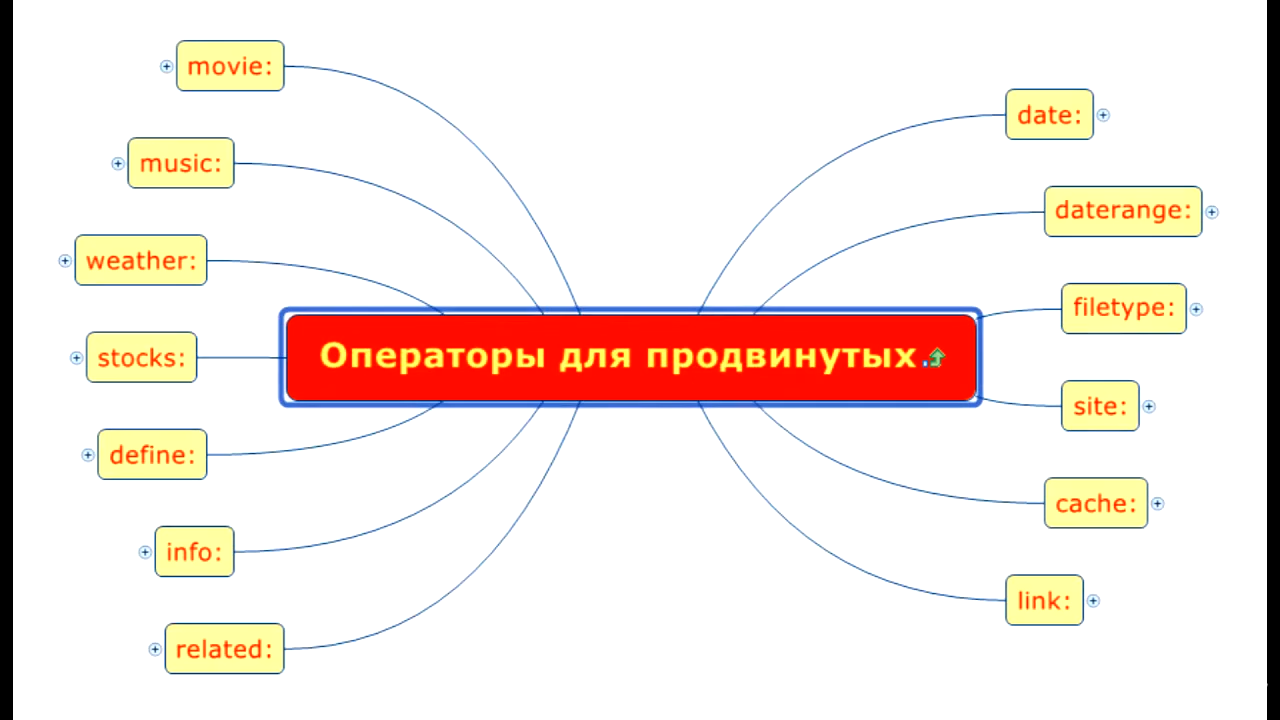 movie:
music:
weather:
stocks:
define:
info:
related:
Операторы для продвинутых
date:
daterange:
filetype:
site:
cache:
link: